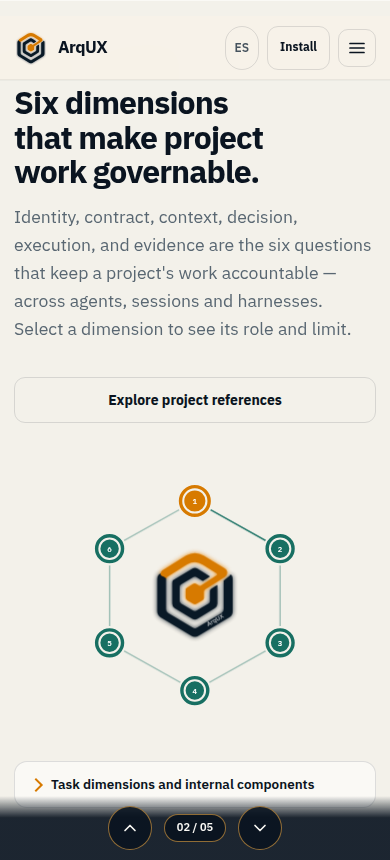 ArqUX
ES
Install
Six dimensions
that make project
work governable.
Identity, contract, context, decision,
execution, and evidence are the six questions
that keep a project's work accountable —
across agents, sessions and harnesses.
Select a dimension to see its role and limit.
Explore project references
1
6
2
ArqUX
5
3
4
Task dimensions and internal components
02 / 05